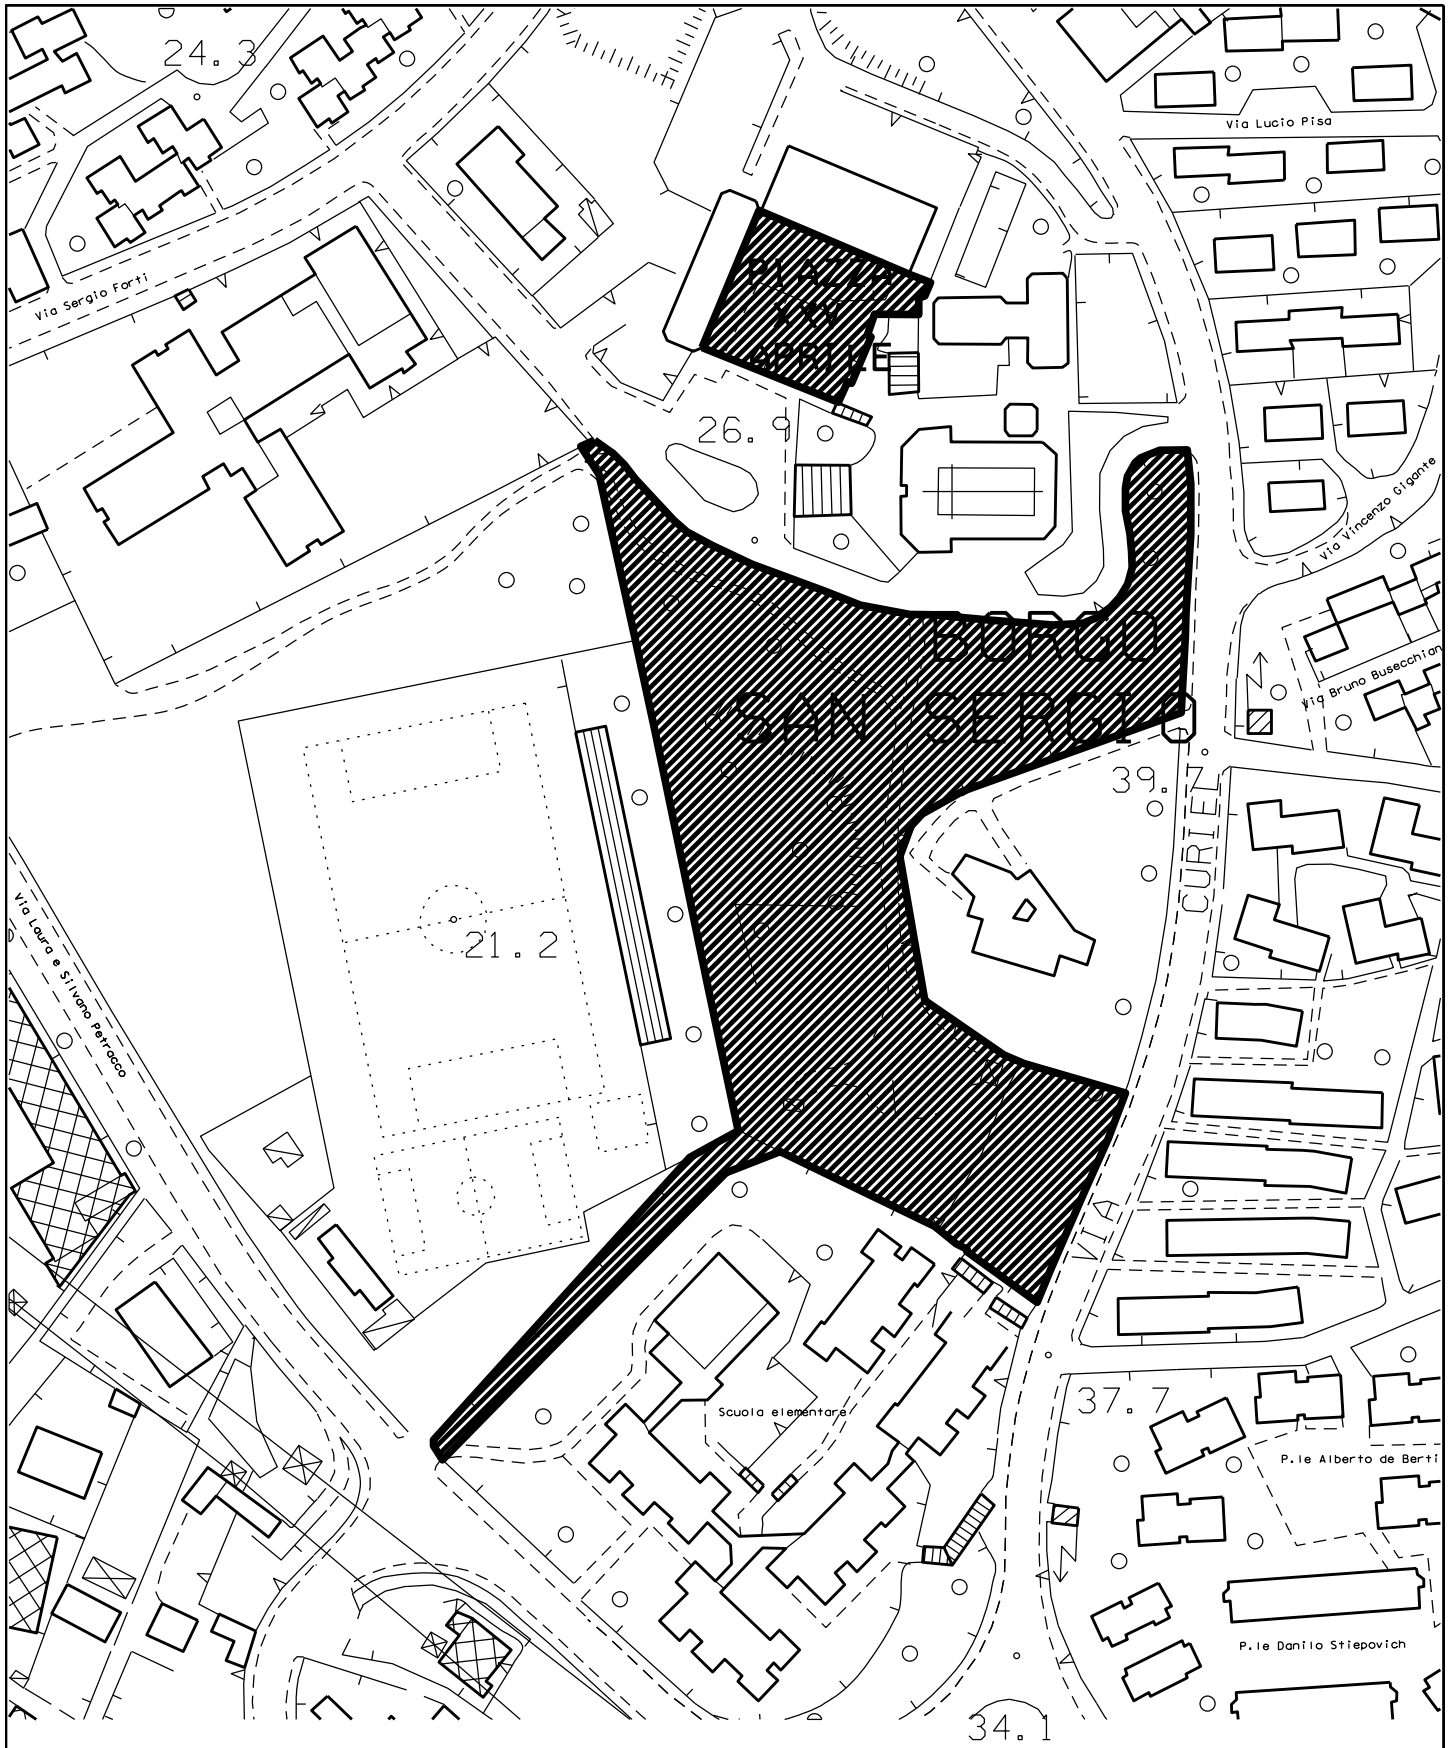 24.3
Via Lucio Pisa
Via Sergio Forti
PIAZZA
XXV
APRILE
26.9
Via Vincenzo Gigante
BORGO
SAN SERGIO
Via Bruno Busecchian
39.7
VIA CURIEL
21.2
Via Laura e Silvano Petracco
Scuola elementare
37.7
P.le Alberto de Berti
P.le Danilo Stiepovich
34.1